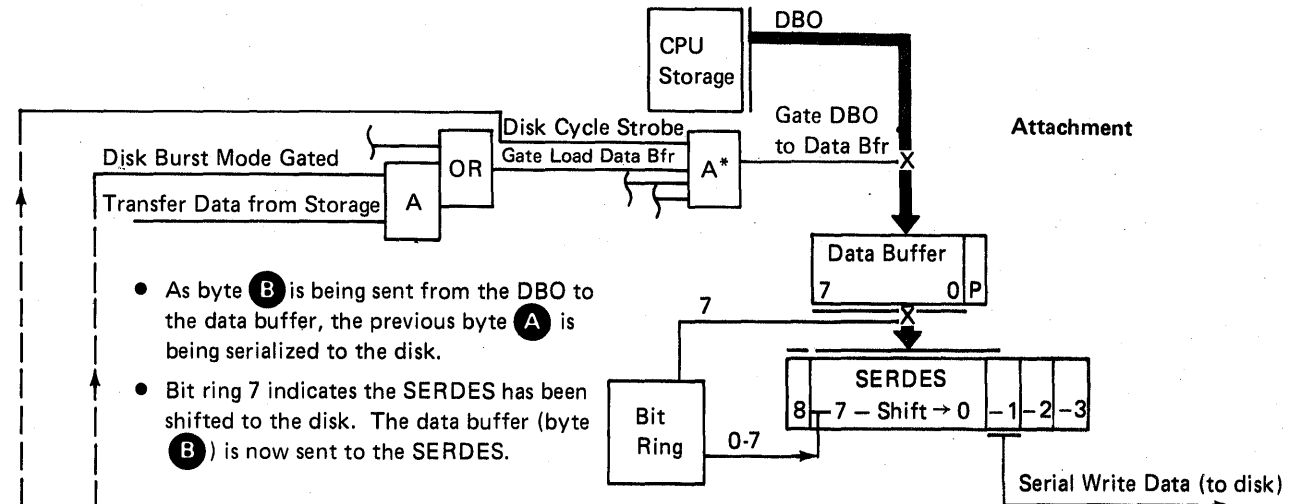 DBO
CPU
Storage
Gate DBO
to Data Bfr
Attachment
Disk Cycle Strobe
Disk Burst Mode Gated
OR
Gate Load Data Bfr
A*
X
Transfer Data from Storage
A
Data Buffer
7 0 P
● As byte B is being sent from the DBO to
the data buffer, the previous byte A is
being serialized to the disk.
7
X
● Bit ring 7 indicates the SERDES has been
shifted to the disk. The data buffer (byte
B) is now sent to the SERDES.
Bit
Ring
0-7
SERDES
8 7 – Shift → 0 –1 –2 –3
Serial Write Data (to disk)